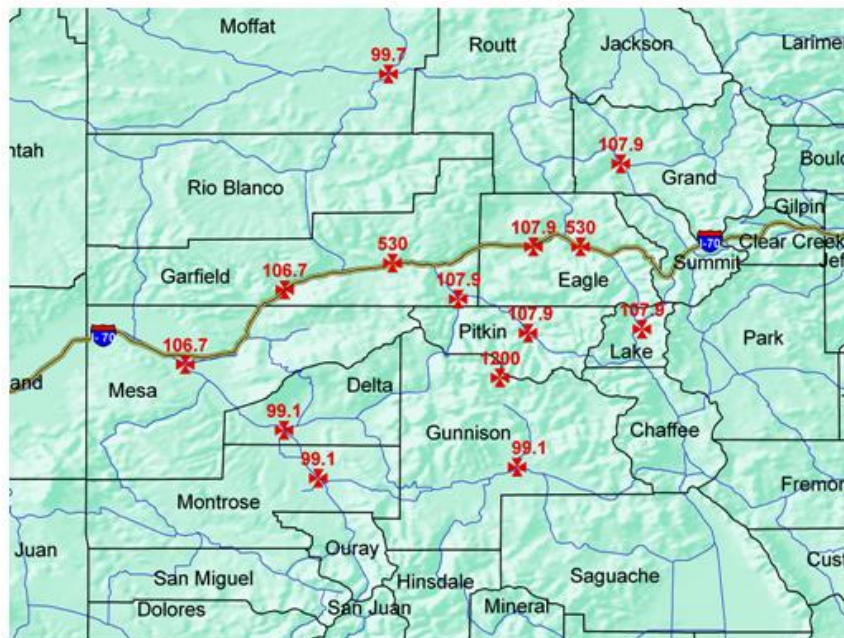 Moffat
Routt
Jackson
Larimer
99.7
ntah
107.9
Boul
Rio Blanco
Grand
Gilpin
530
107.9
530
I-70
Clear Creek
Garfield
106.7
107.9
Eagle
Summit
Jef
I-70
106.7
Pitkin
107.9
107.9
Lake
Park
and
Mesa
1200
Delta
99.1
Gunnison
Chaffee
99.1
99.1
Montrose
Fremo
Juan
Ouray
San Miguel
Hinsdale
Saguache
Cust
Dolores
San Juan
Mineral